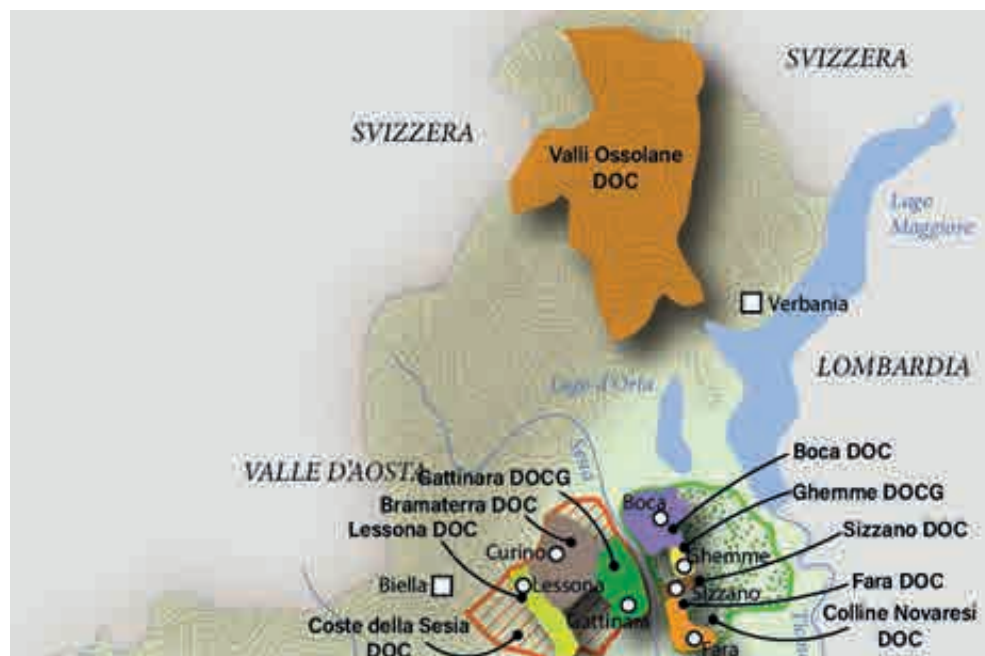 SVIZZERA
SVIZZERA
Valli Ossolane
DOC
Lago
Maggiore
Verbania
LOMBARDIA
Lago d'Orta
Sesia
VALLE D'AOSTA
Gattinara DOCG
Bramaterra DOC
Lessona DOC
Boca DOC
Ghemme DOCG
Sizzano DOC
Fara DOC
Colline Novaresi
DOC
Boca
Curino
Ghemme
Biella
Lessona
Sizzano
Gattinara
Coste della Sesia
DOC
Fara